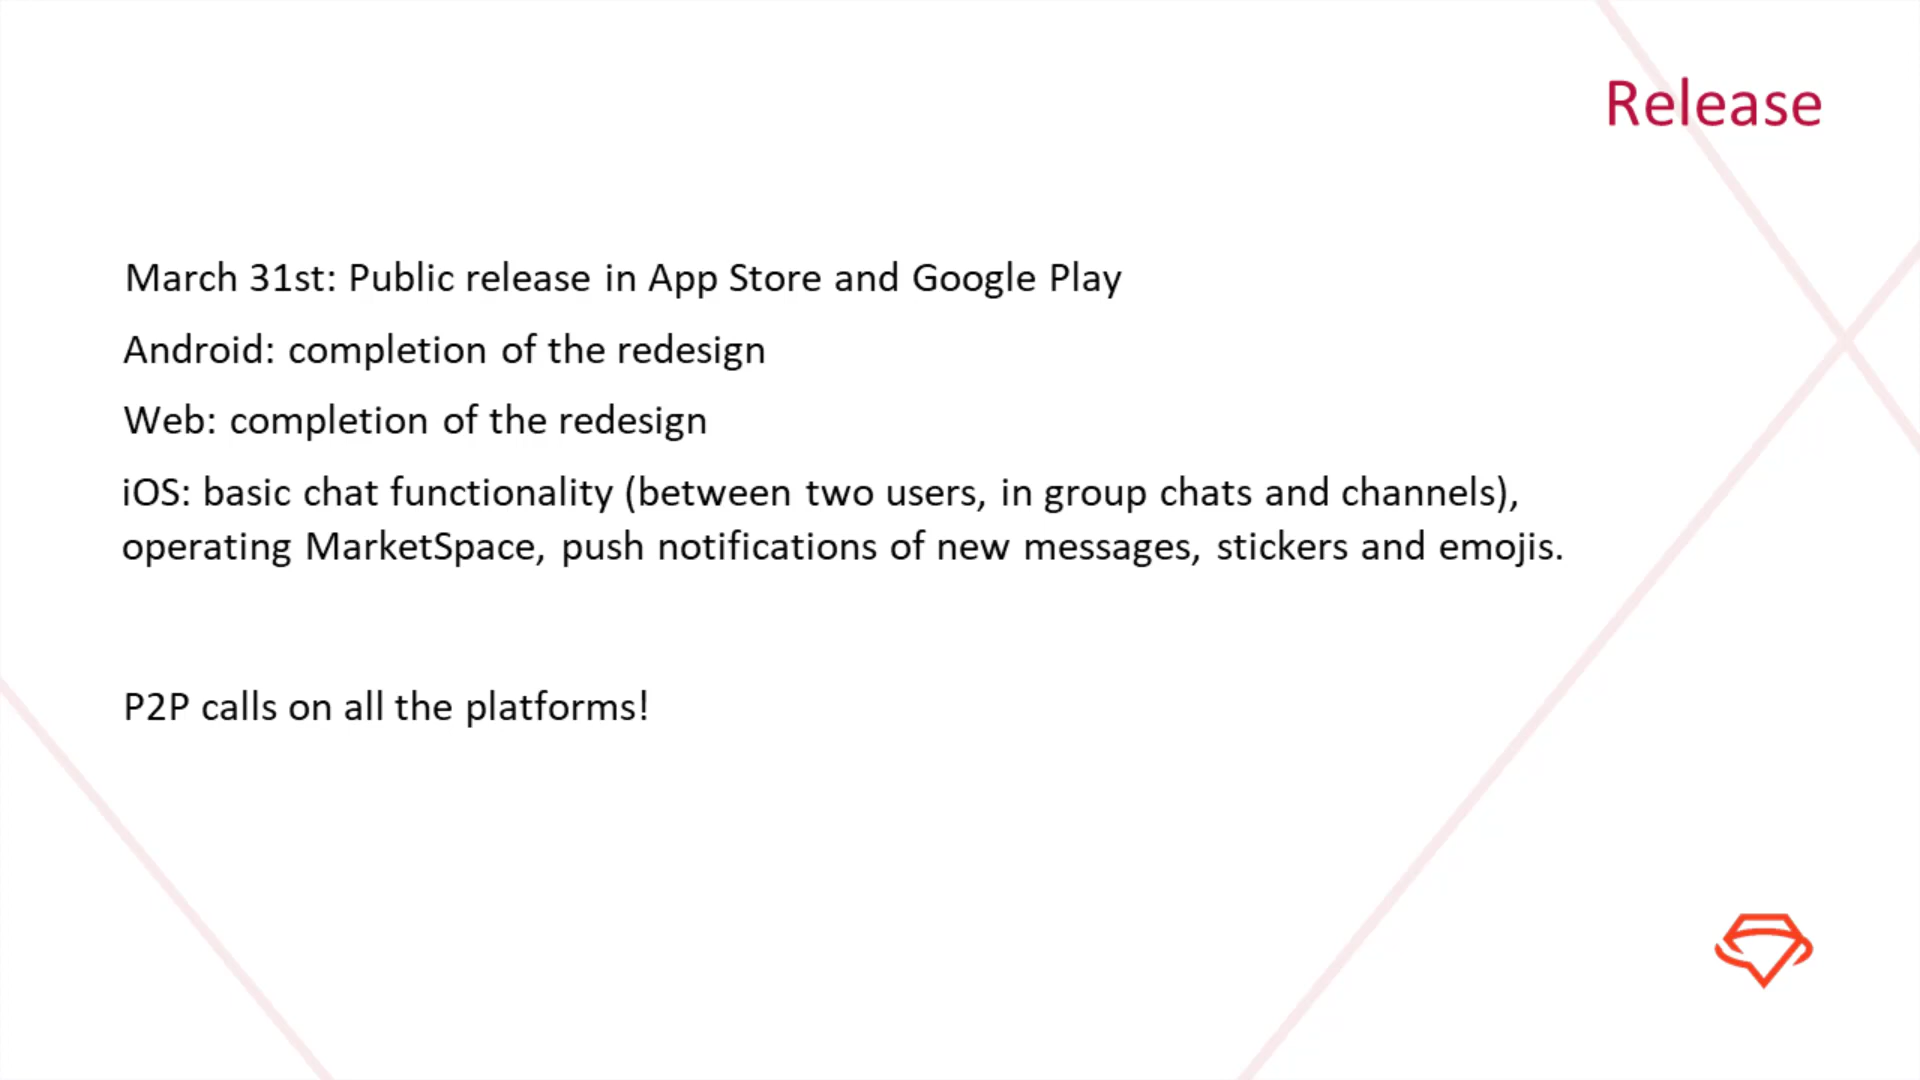 Release
March 31st: Public release in App Store and Google Play
Android: completion of the redesign
Web: completion of the redesign
iOS: basic chat functionality (between two users, in group chats and channels),
operating MarketSpace, push notifications of new messages, stickers and emojis.
P2P calls on all the platforms!